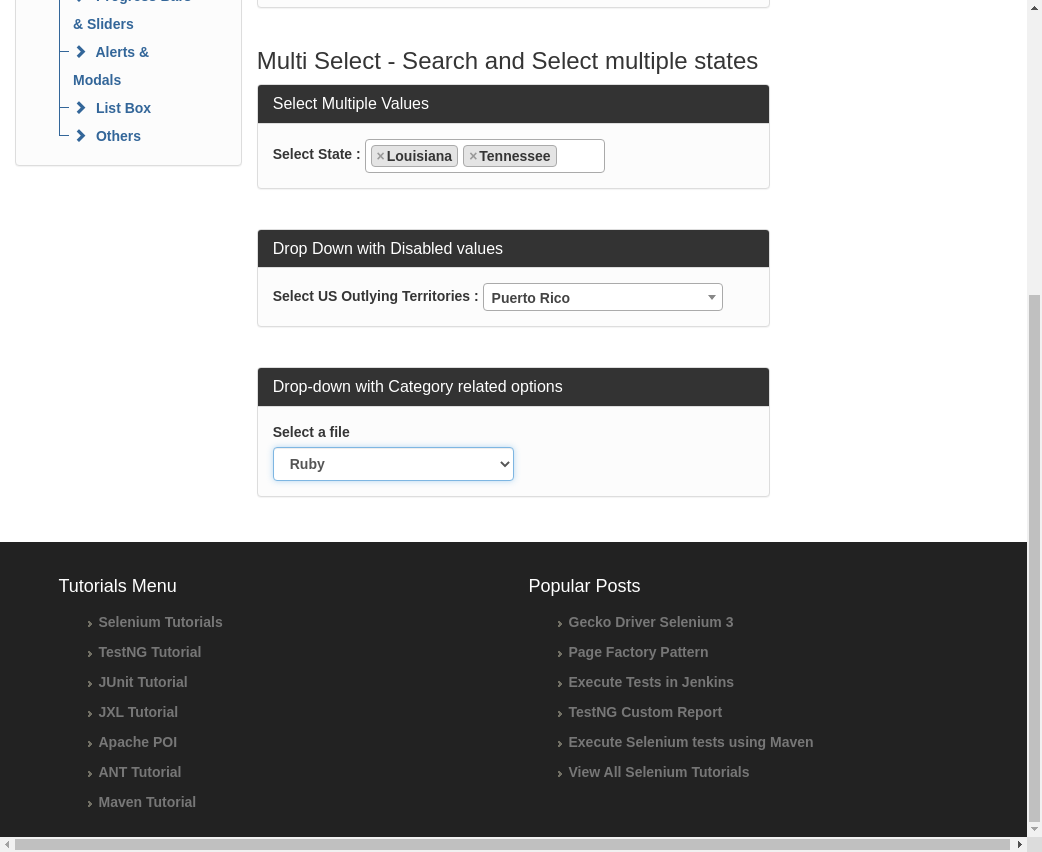 & Sliders
Alerts &
Modals
List Box
Others
Multi Select - Search and Select multiple states
Select Multiple Values
Select State : ×Louisiana ×Tennessee
Drop Down with Disabled values
Select US Outlying Territories : Puerto Rico
Drop-down with Category related options
Select a file
Ruby
Tutorials Menu
Selenium Tutorials
TestNG Tutorial
JUnit Tutorial
JXL Tutorial
Apache POI
ANT Tutorial
Maven Tutorial
Popular Posts
Gecko Driver Selenium 3
Page Factory Pattern
Execute Tests in Jenkins
TestNG Custom Report
Execute Selenium tests using Maven
View All Selenium Tutorials